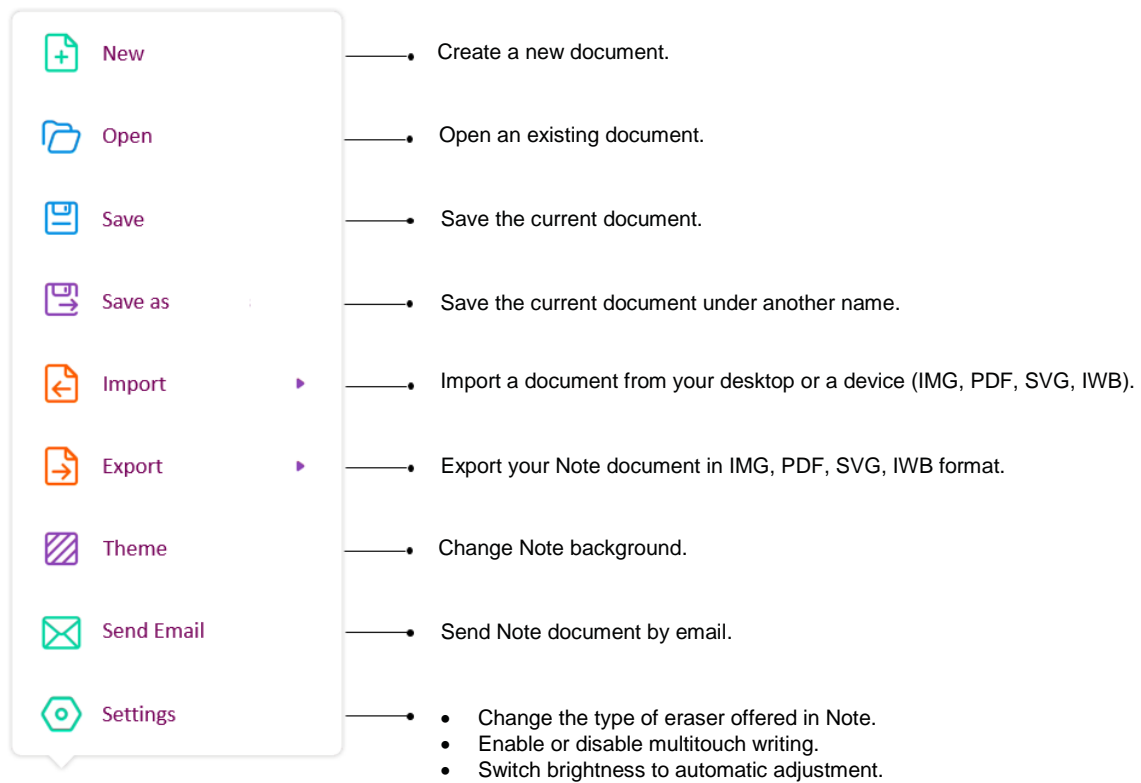 New Create a new document.
Open Open an existing document.
Save Save the current document.
Save as Save the current document under another name.
Import Import a document from your desktop or a device (IMG, PDF, SVG, IWB).
Export Export your Note document in IMG, PDF, SVG, IWB format.
Theme Change Note background.
Send Email Send Note document by email.
Settings • Change the type of eraser offered in Note.
• Enable or disable multitouch writing.
• Switch brightness to automatic adjustment.